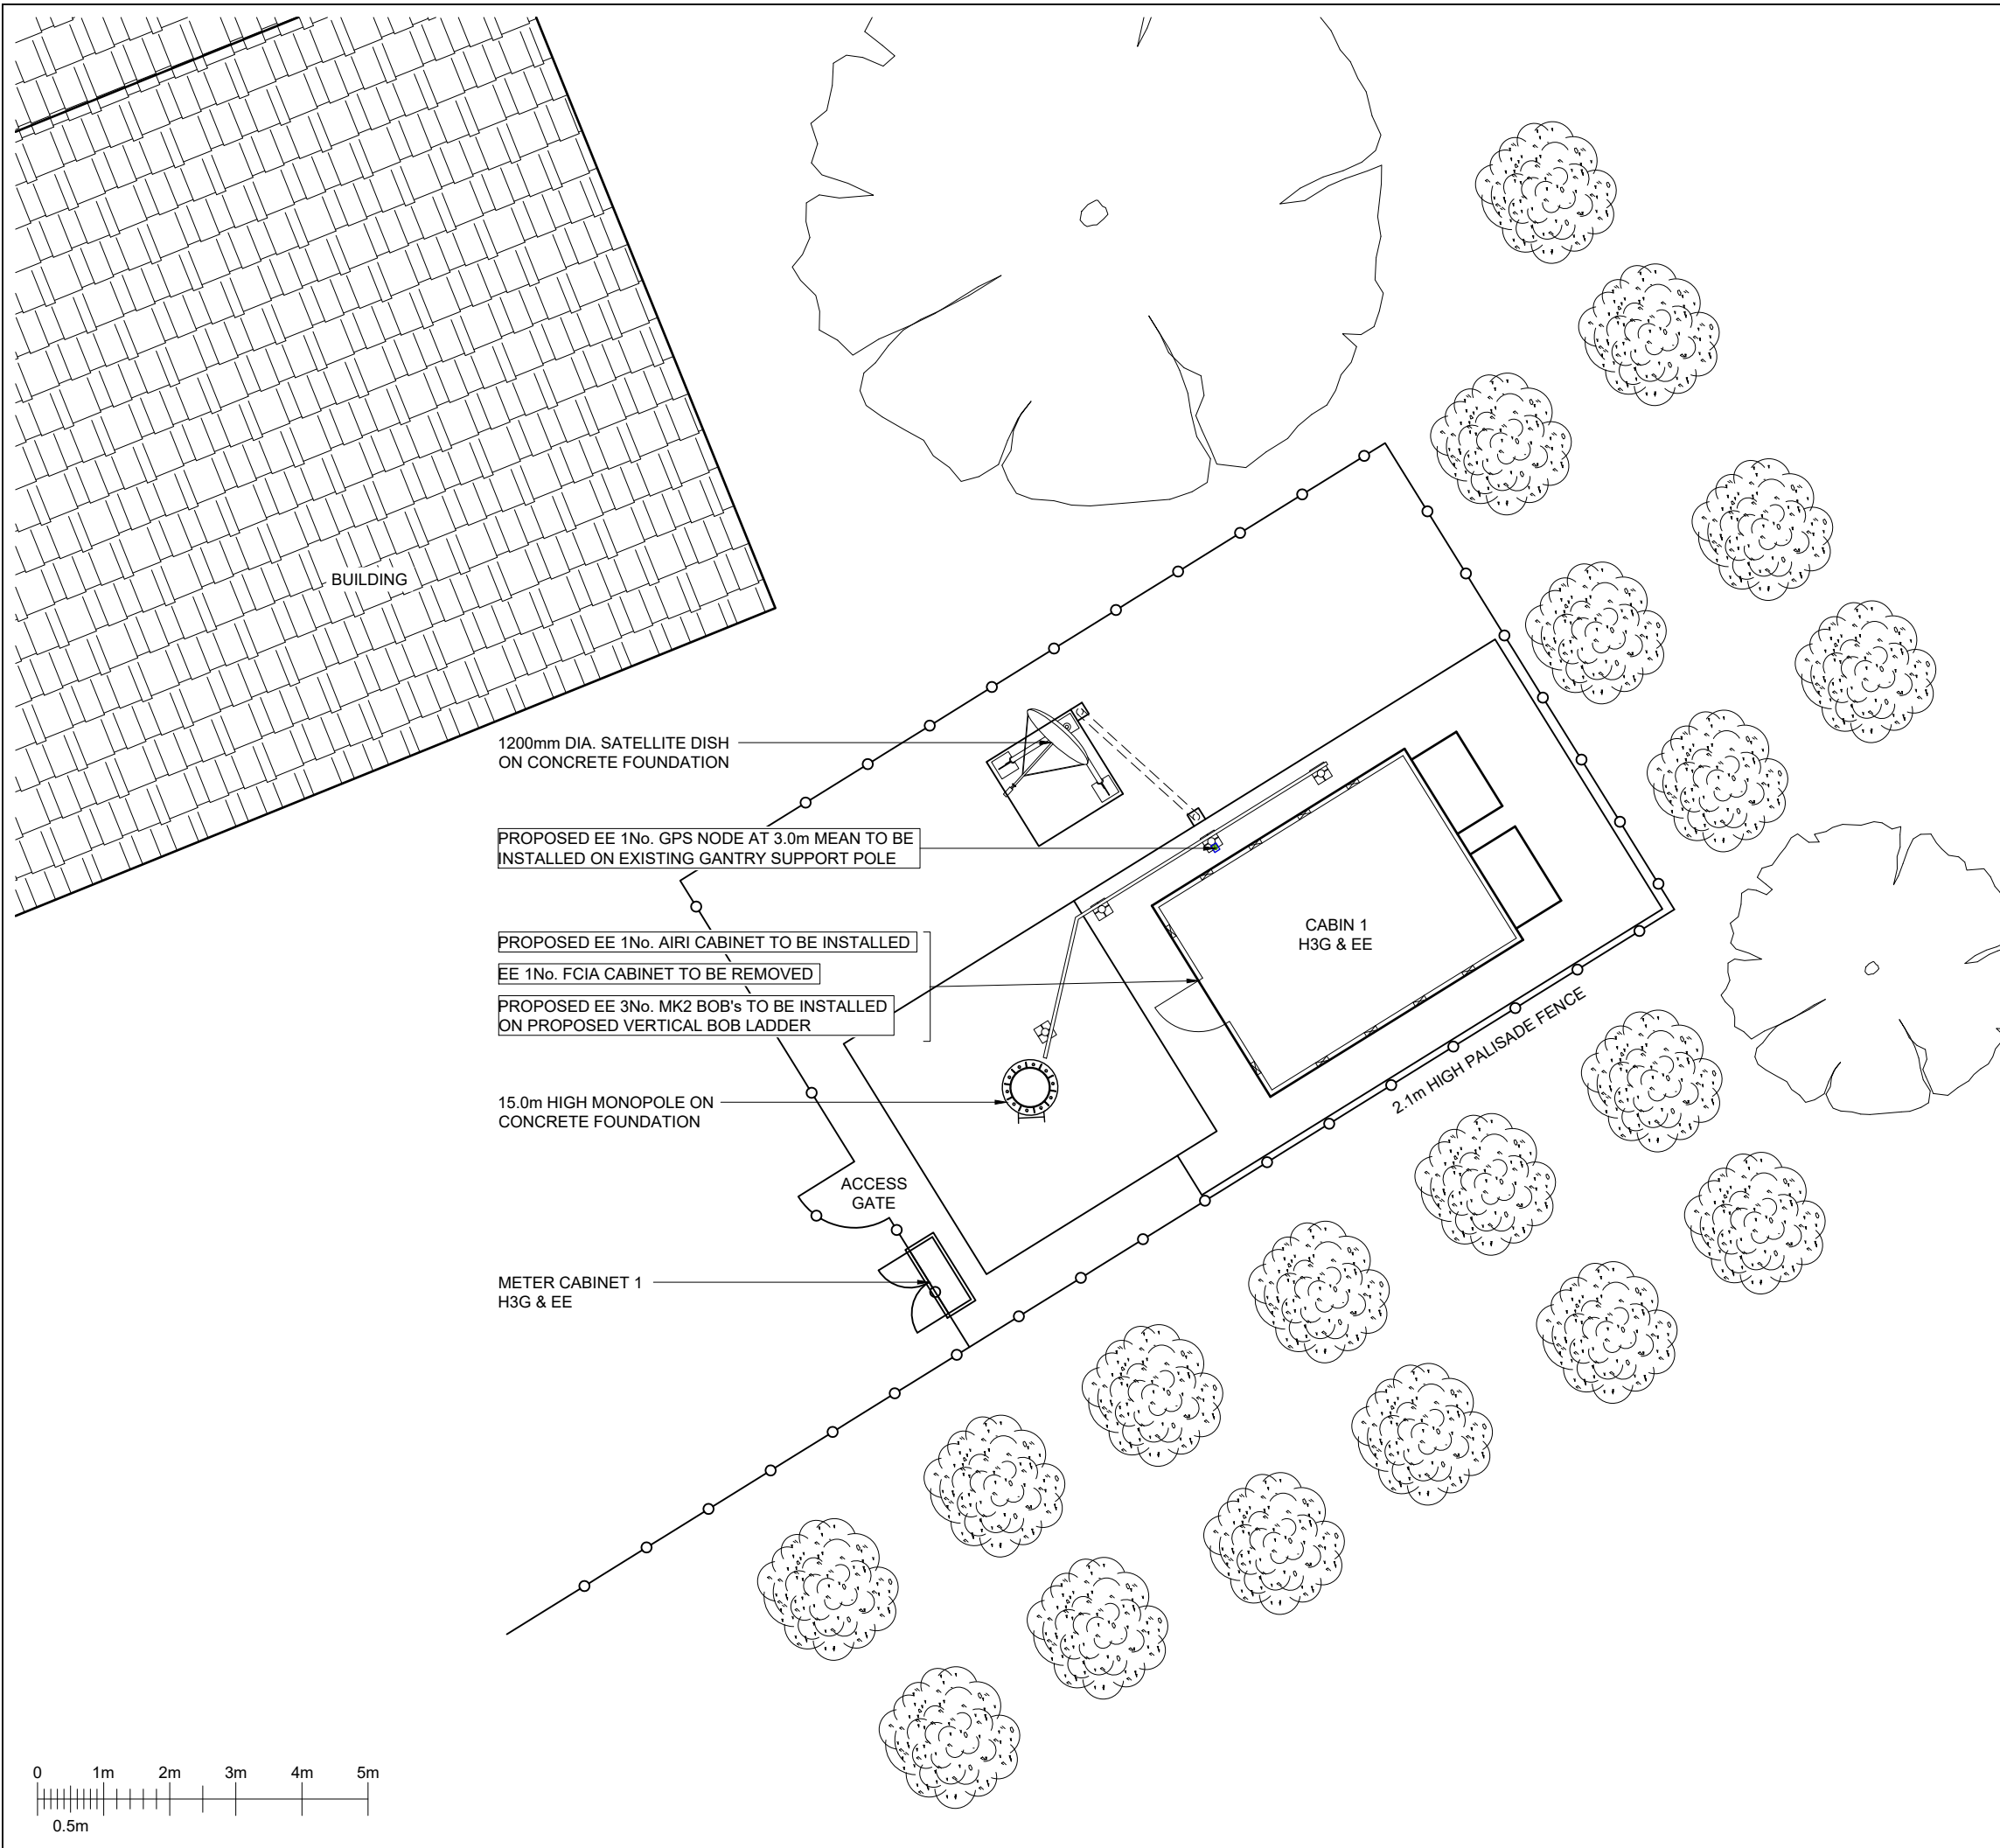 BUILDING
1200mm DIA. SATELLITE DISH
ON CONCRETE FOUNDATION
PROPOSED EE 1No. GPS NODE AT 3.0m MEAN TO BE
INSTALLED ON EXISTING GANTRY SUPPORT POLE
PROPOSED EE 1No. AIRI CABINET TO BE INSTALLED
EE 1No. FCIA CABINET TO BE REMOVED
PROPOSED EE 3No. MK2 BOB's TO BE INSTALLED
ON PROPOSED VERTICAL BOB LADDER
CABIN 1
H3G & EE
2.1m HIGH PALISADE FENCE
15.0m HIGH MONOPOLE ON
CONCRETE FOUNDATION
ACCESS
GATE
METER CABINET 1
H3G & EE
0 1m 2m 3m 4m 5m
0.5m